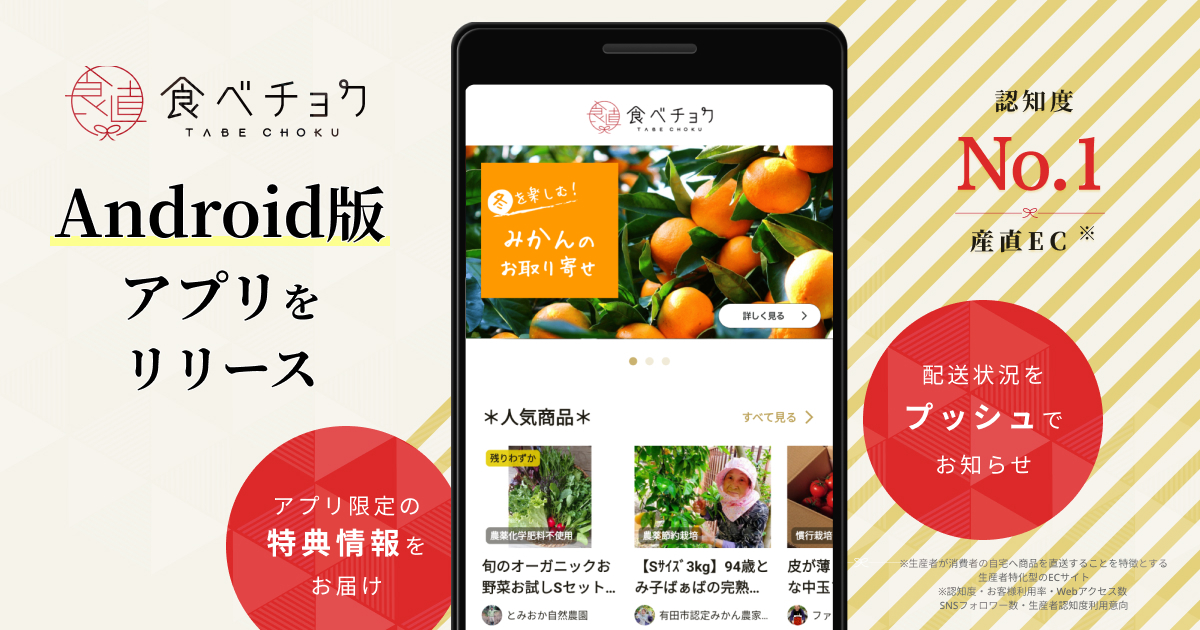 食直
食べチョク
TABE CHOKU
Android版
アプリを
リリース
アプリ限定の
特典情報を
お届け
食直
食べチョク
TABE CHOKU
冬を楽しむ!
みかんの
お取り寄せ
詳しく見る
＊人気商品＊
すべて見る
残りわずか
農薬化学肥料不使用
旬のオーガニックお
野菜お試しSセット…
とみおか自然農園
農薬節約栽培
【Sｻｲｽﾞ3kg】94歳と
み子ばぁばの完熟…
有田市認定みかん農家…
慣行栽培
皮が薄
な中玉
ファ
認知度
No.1
産直EC※
配送状況を
プッシュで
お知らせ
※生産者が消費者の自宅へ商品を直送することを特徴とする
生産者特化型のECサイト
※認知度・お客様利用率・Webアクセス数
SNSフォロワー数・生産者認知度利用意向